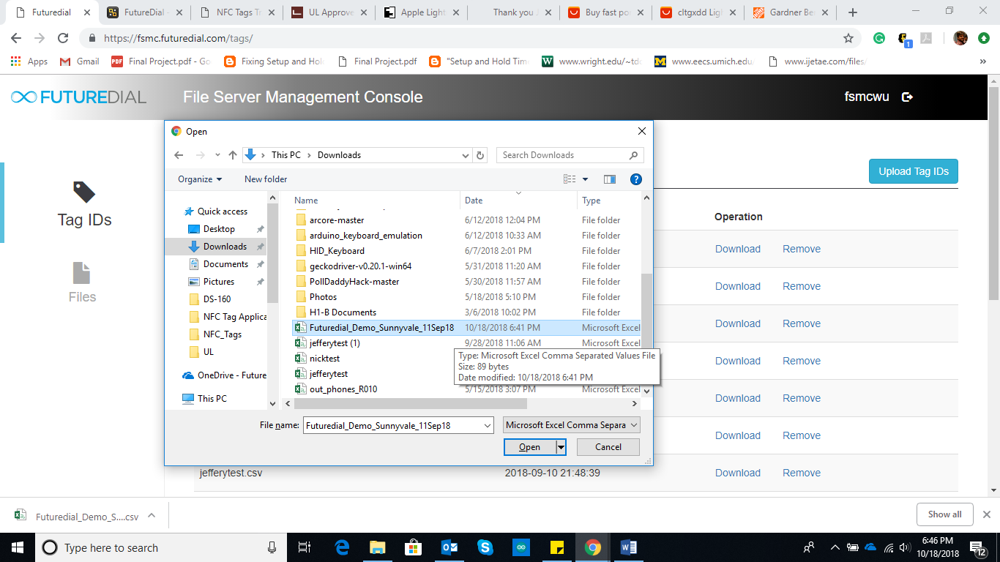 Futuredial
FutureDial -
NFC Tags Tr
UL Approve
Apple Light
Thank you
Buy fast po
cltgxdd Lig
Gardner Be
https://fsmc.futuredial.com/tags/
1
Apps
Gmail
PDF
Final Project.pdf - Go
Fixing Setup and Hol
Final Project.pdf
"Setup and Hold Tim
www.wright.edu/~tdo
www.eecs.umich.edu
www.ijetae.com/files/
FUTUREDIAL
File Server Management Console
fsmcwu
Tag IDs
Files
Upload Tag IDs
Operation
Download Remove
Download Remove
Download Remove
Download Remove
Download Remove
Download Remove
jefferytest.csv 2018-09-10 21:48:39 Download Remove
Open
This PC > Downloads
Search Downloads
Organize
New folder
Quick access
Desktop
Downloads
Documents
Pictures
DS-160
NFC Tag Applica
NFC_Tags
UL
OneDrive - Future
This PC
Name Date Type
arcore-master 6/12/2018 12:04 PM File folder
arduino_keyboard_emulation 6/12/2018 10:33 AM File folder
HID_Keyboard 6/7/2018 2:01 PM File folder
geckodriver-v0.20.1-win64 5/31/2018 11:20 AM File folder
PollDaddyHack-master 5/30/2018 11:57 AM File folder
Photos 5/18/2018 5:10 PM File folder
H1-B Documents 3/6/2018 10:02 PM File folder
Futuredial_Demo_Sunnyvale_11Sep18 10/18/2018 6:41 PM Microsoft Excel
jefferytest (1) 9/28/2018 11:06 AM Microsoft Excel
nicktest
jefferytest
out_phones_R010 5/15/2018 3:07 PM Microsoft Excel
Type: Microsoft Excel Comma Separated Values File
Size: 89 bytes
Date modified: 10/18/2018 6:41 PM
File name: Futuredial_Demo_Sunnyvale_11Sep18
Microsoft Excel Comma Separa
Open
Cancel
Futuredial_Demo_S....csv
Show all
Type here to search
6:46 PM
10/18/2018
12